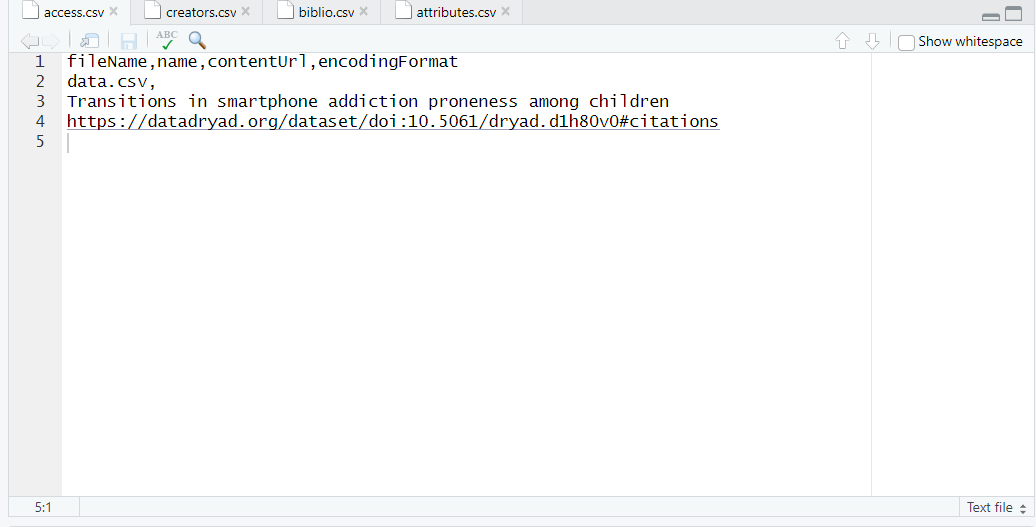 access.csv × creators.csv × biblio.csv × attributes.csv ×
ABC Show whitespace
1 fileName,name,contentUrl,encodingFormat
2 data.csv,
3 Transitions in smartphone addiction proneness among children
4 https://datadryad.org/dataset/doi:10.5061/dryad.d1h80v0#citations
5
5:1 Text file